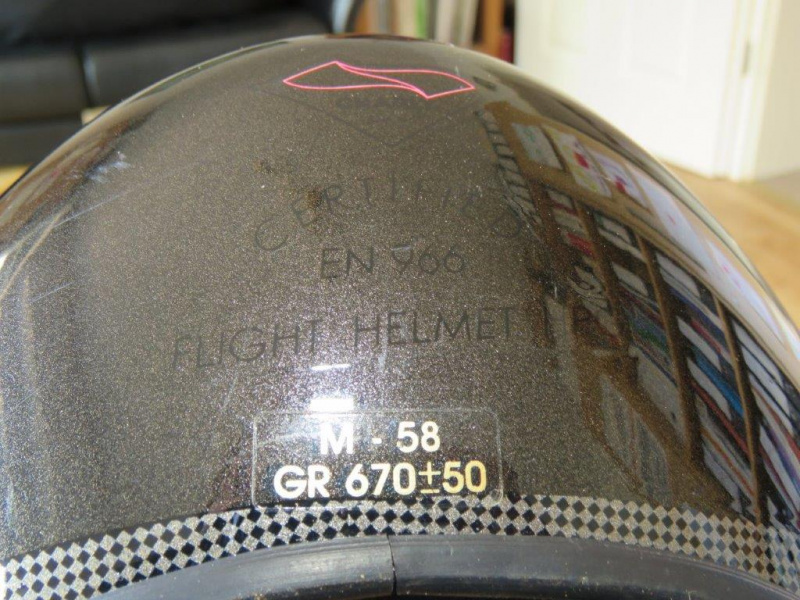 CERTIFIED
EN 966
FLIGHT HELMET
M - 58
GR 670±50